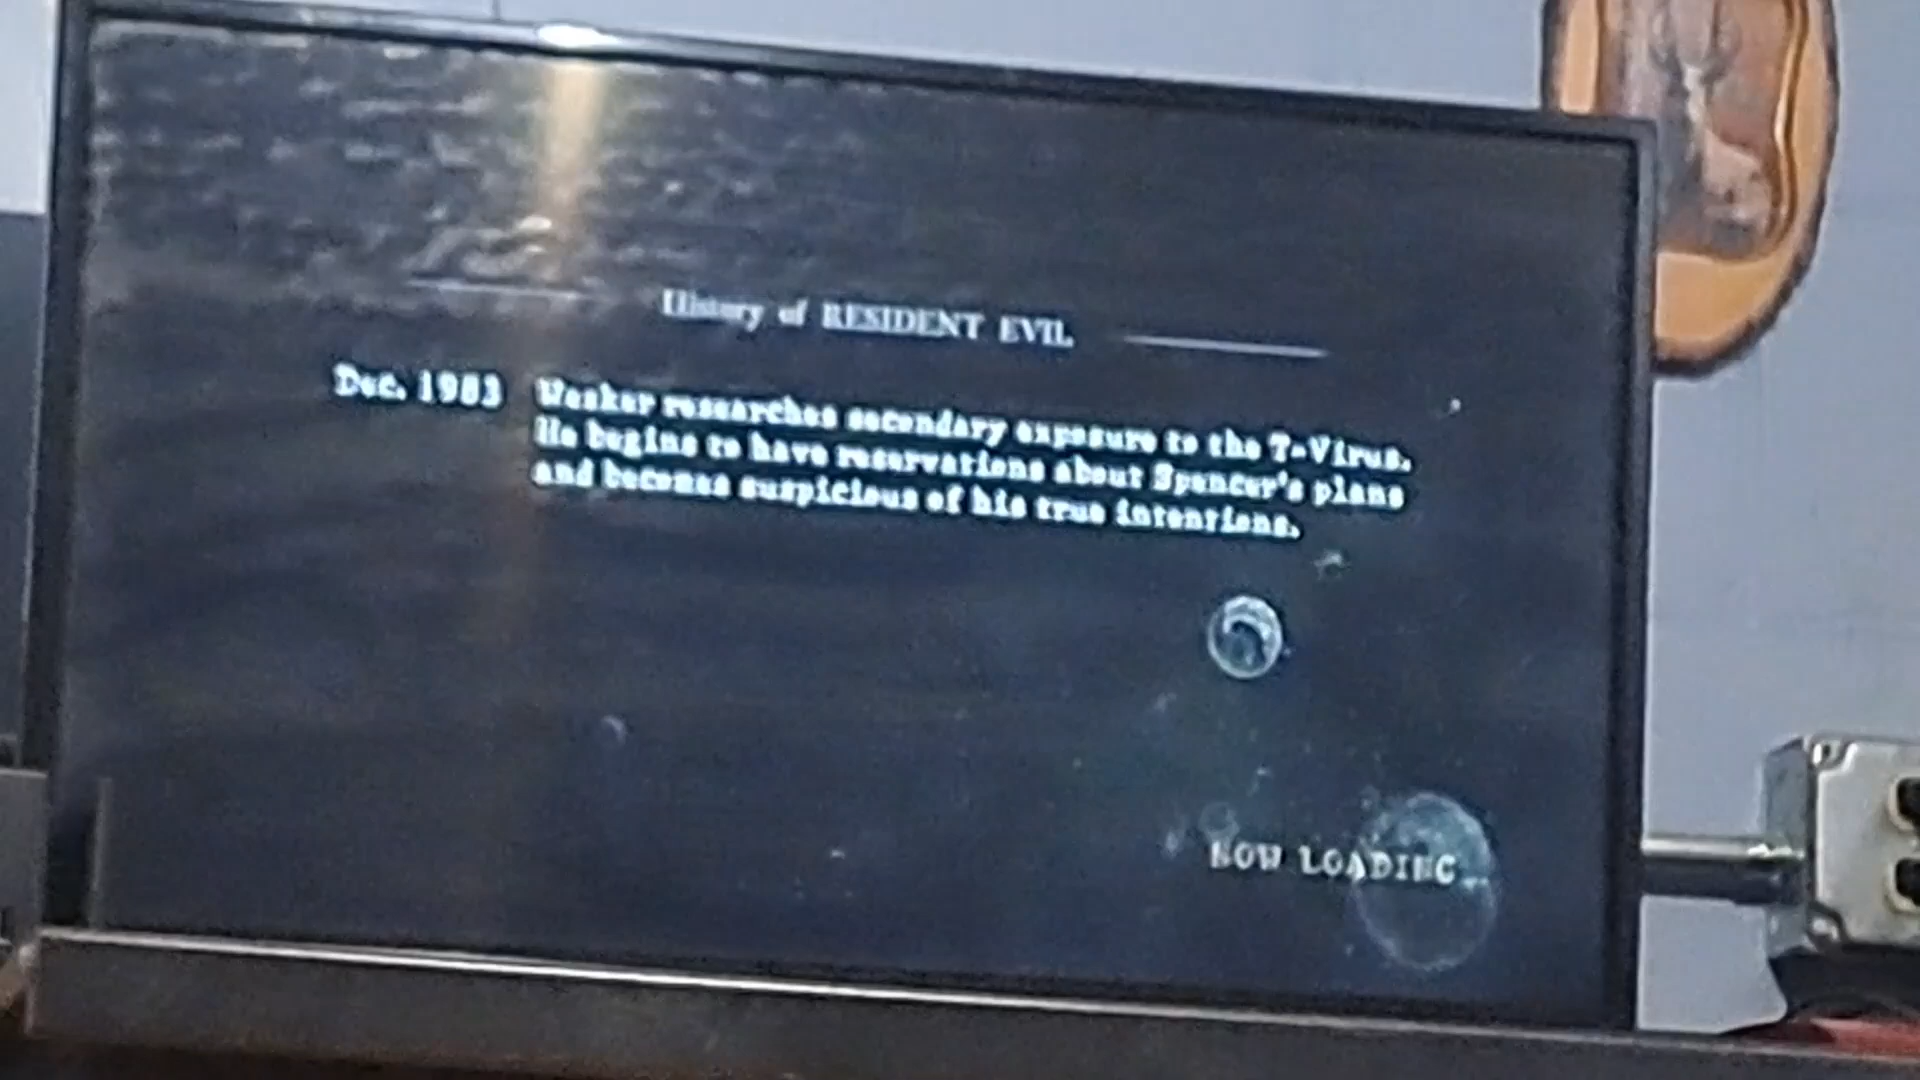 History of RESIDENT EVIL
Dec. 1983 Wesker researches secondary exposure to the T-Virus.
He begins to have reservations about Spencer's plans
and becomes suspicious of his true intentions.
NOW LOADING...